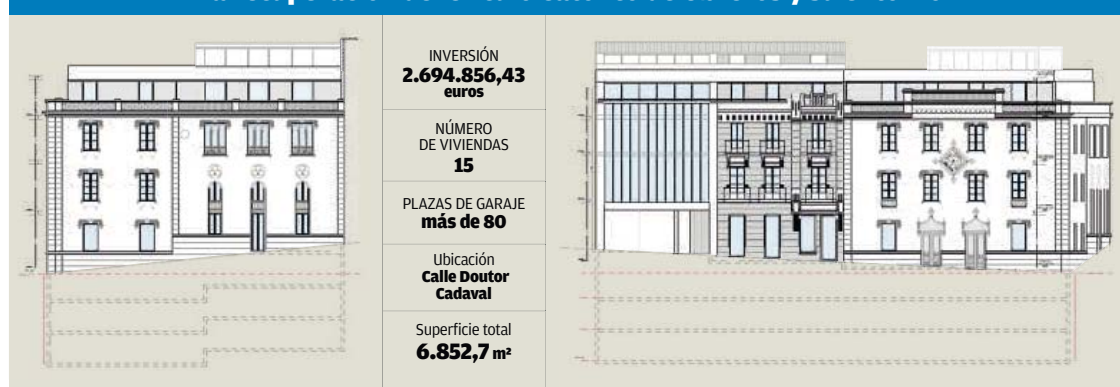 INVERSIÓN
2.694.856,43
euros
NÚMERO
DE VIVIENDAS
15
PLAZAS DE GARAJE
más de 80
Ubicación
Calle Doutor
Cadaval
Superficie total
6.852,7 m²